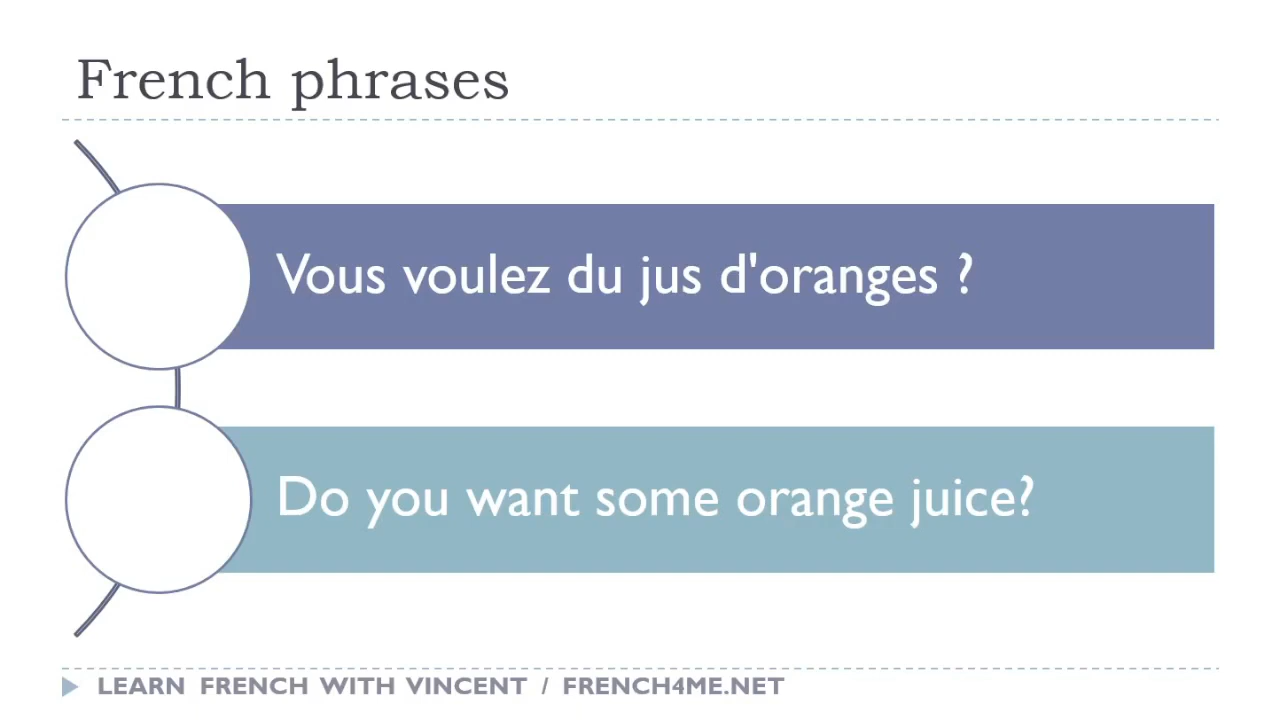 French phrases
Vous voulez du jus d'oranges ?
Do you want some orange juice?
LEARN FRENCH WITH VINCENT / FRENCH4ME.NET